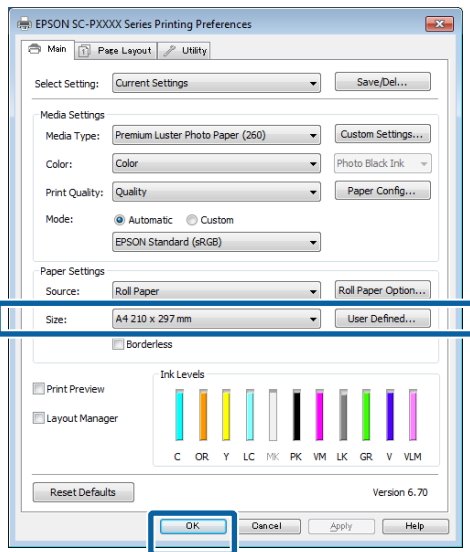 EPSON SC-PXXXX Series Printing Preferences
Main Page Layout Utility
Select Setting: Current Settings Save/Del...
Media Settings
Media Type: Premium Luster Photo Paper (260) Custom Settings...
Color: Color Photo Black Ink
Print Quality: Quality Paper Config...
Mode: Automatic Custom
EPSON Standard (sRGB)
Paper Settings
Source: Roll Paper Roll Paper Option...
Size: A4 210 x 297 mm User Defined...
Borderless
Ink Levels
Print Preview
Layout Manager
C OR Y LC MK PK VM LK GR V VLM
Reset Defaults Version 6.70
OK Cancel Apply Help